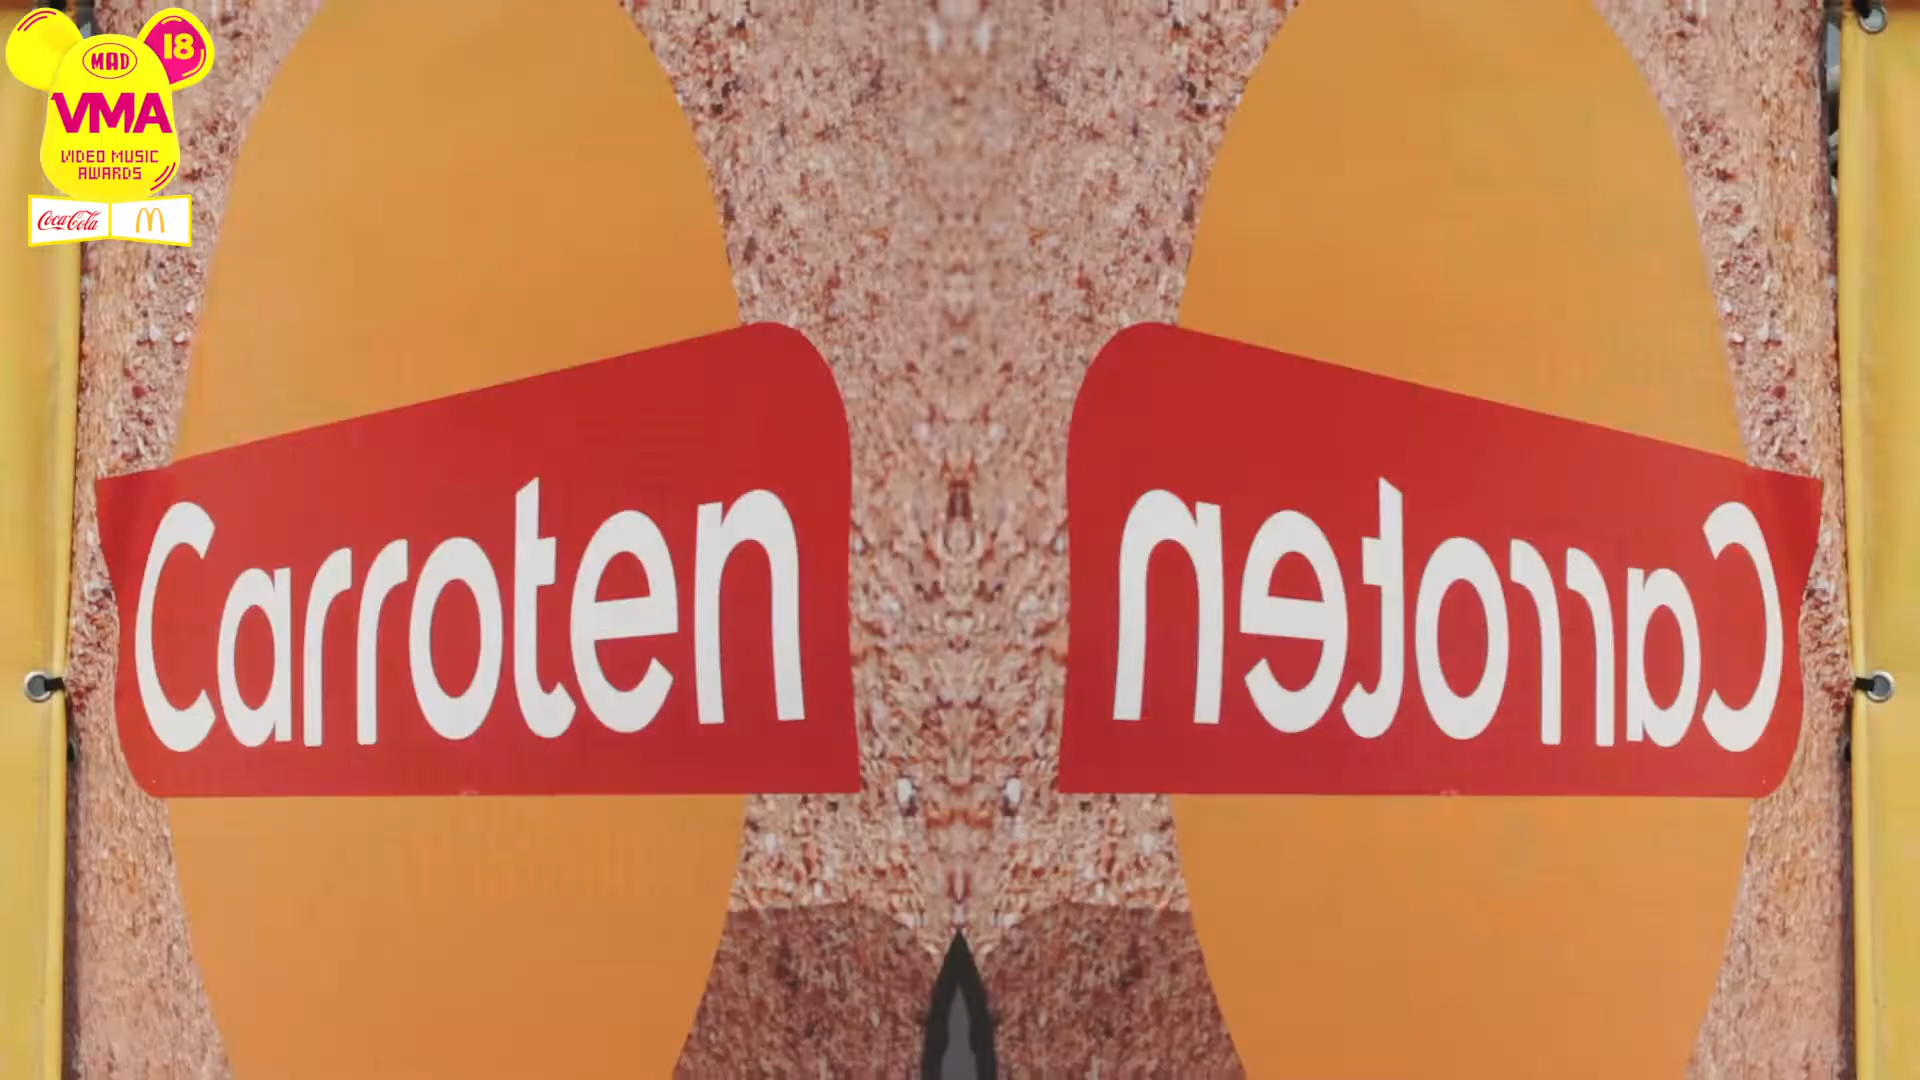 MAD
18
VMA
VIDEO MUSIC
AWARDS
Coca-Cola
Carroten
Carroten